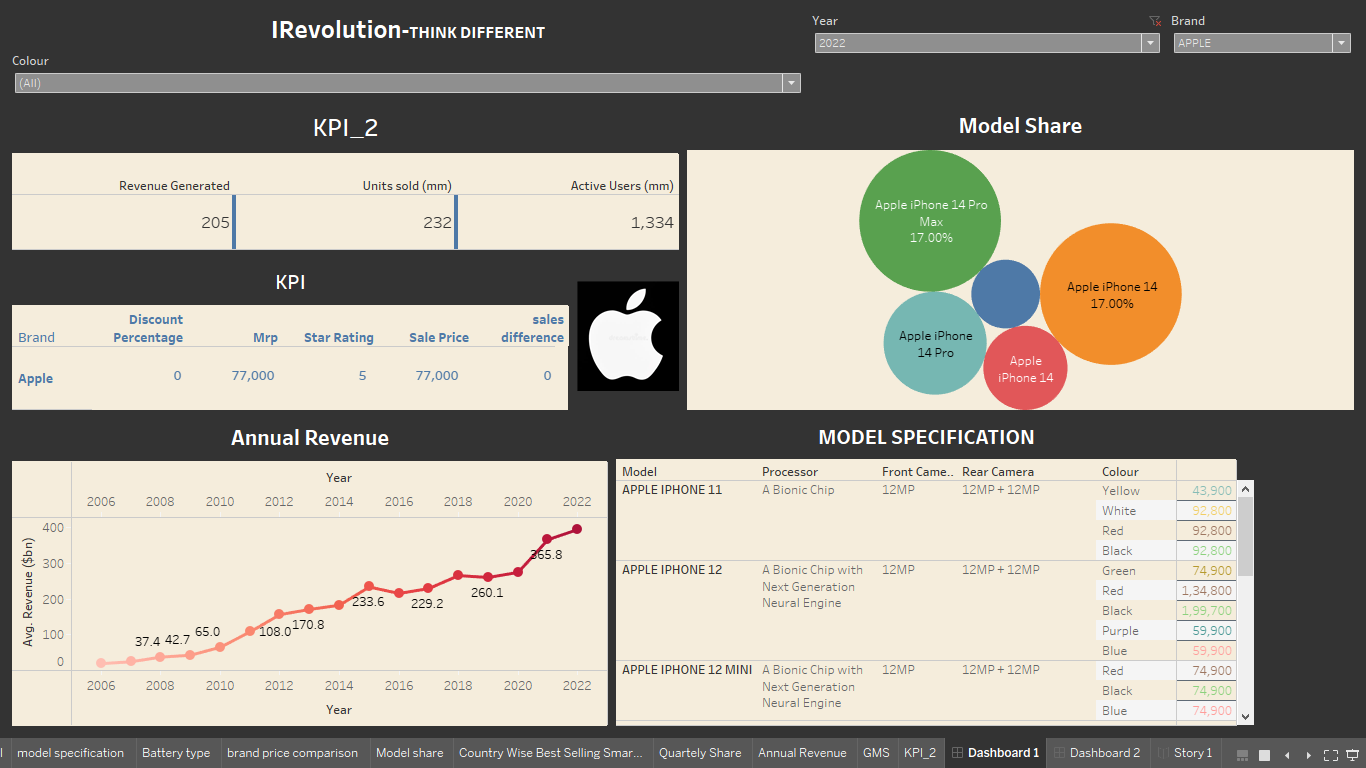 IRevolution-THINK DIFFERENT
Year
Brand
2022
APPLE
Colour
(All)
KPI_2
Revenue Generated Units sold (mm) Active Users (mm)
205 232 1,334
KPI
Brand Discount Percentage Mrp Star Rating Sale Price sales difference
Apple 0 77,000 5 77,000 0
Model Share
Apple iPhone 14 Pro
Max
17.00%
Apple iPhone 14
17.00%
Apple iPhone
14 Pro
Apple
iPhone 14
Annual Revenue
Year
2006 2008 2010 2012 2014 2016 2018 2020 2022
Avg. Revenue ($bn)
400
300
200
100
0
37.4 42.7 65.0 108.0 170.8 233.6 229.2 260.1 365.8
2006 2008 2010 2012 2014 2016 2018 2020 2022
Year
MODEL SPECIFICATION
Model Processor Front Came.. Rear Camera Colour
APPLE IPHONE 11 A Bionic Chip 12MP 12MP + 12MP Yellow 43,900
White 92,800
Red 92,800
Black 92,800
APPLE IPHONE 12 A Bionic Chip with 12MP 12MP + 12MP Green 74,900
Next Generation Red 1,34,800
Neural Engine Black 1,99,700
Purple 59,900
Blue 59,900
APPLE IPHONE 12 MINI A Bionic Chip with 12MP 12MP + 12MP Red 74,900
Next Generation Black 74,900
Neural Engine Blue 74,900
model specification Battery type brand price comparison Model share Country Wise Best Selling Smar... Quartely Share Annual Revenue GMS KPI_2 Dashboard 1 Dashboard 2 Story 1